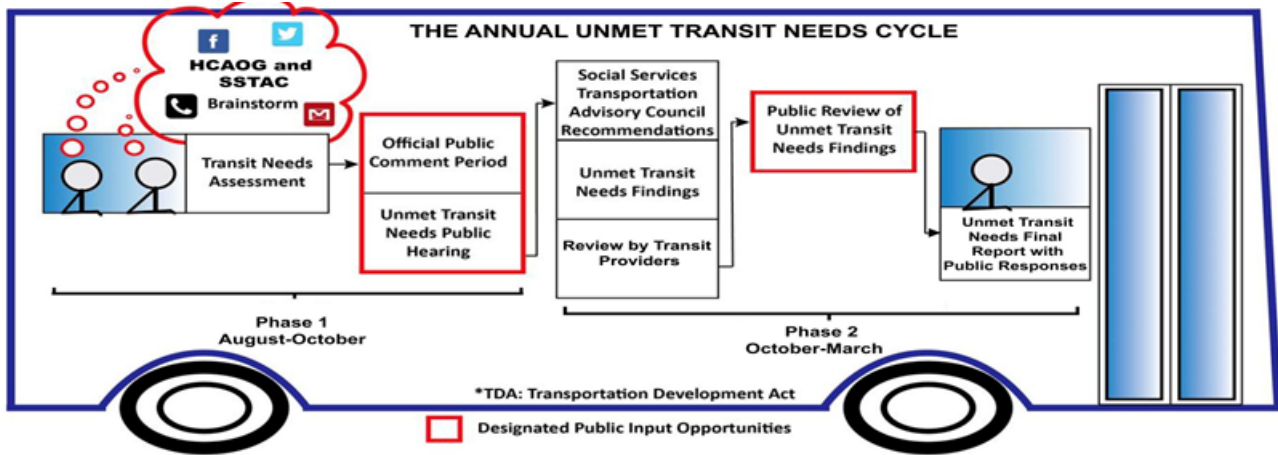 THE ANNUAL UNMET TRANSIT NEEDS CYCLE
f
HCAOG and
SSTAC
Brainstorm
Transit Needs
Assessment
Official Public
Comment Period
Unmet Transit
Needs Public
Hearing
Social Services
Transportation
Advisory Council
Recommendations
Unmet Transit
Needs Findings
Review by Transit
Providers
Public Review of
Unmet Transit
Needs Findings
Unmet Transit
Needs Final
Report with
Public Responses
Phase 1
August-October
Phase 2
October-March
*TDA: Transportation Development Act
Designated Public Input Opportunities